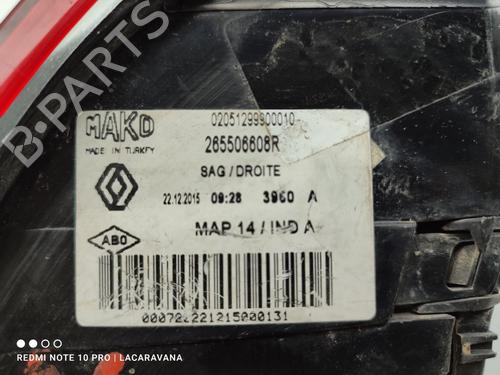 MAKO
02051299900010
MADE IN TURKEY
265506608R
SAG / DROITE
22.12.2015 09:28 3960 A
MAP 14 / IND A
ABO
B-PARTS
REDMI NOTE 10 PRO | LACARAVANA